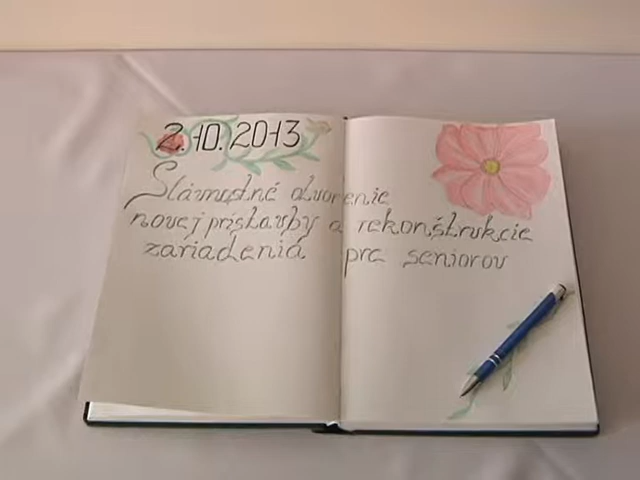 2.10.2013
Slávnostné otvorenie
novej prístavby a rekonštrukcie
zariadenia pre seniorov